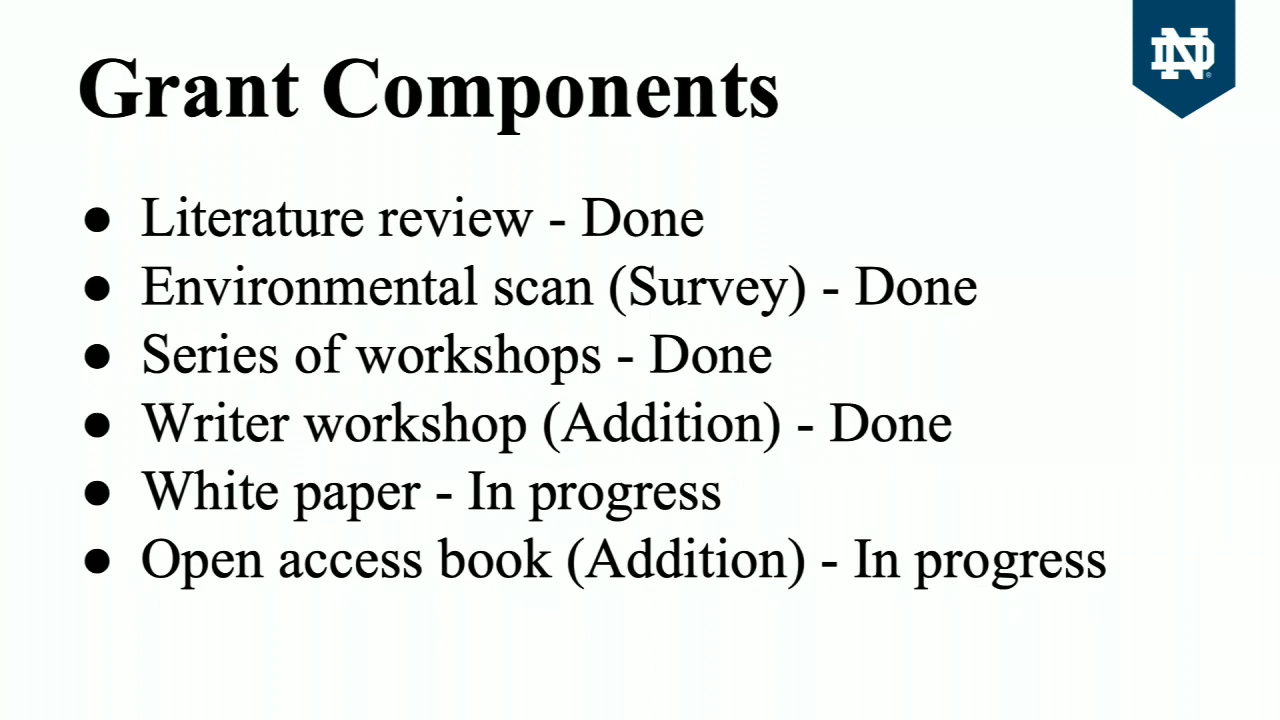 Grant Components
ND
● Literature review - Done
● Environmental scan (Survey) - Done
● Series of workshops - Done
● Writer workshop (Addition) - Done
● White paper - In progress
● Open access book (Addition) - In progress